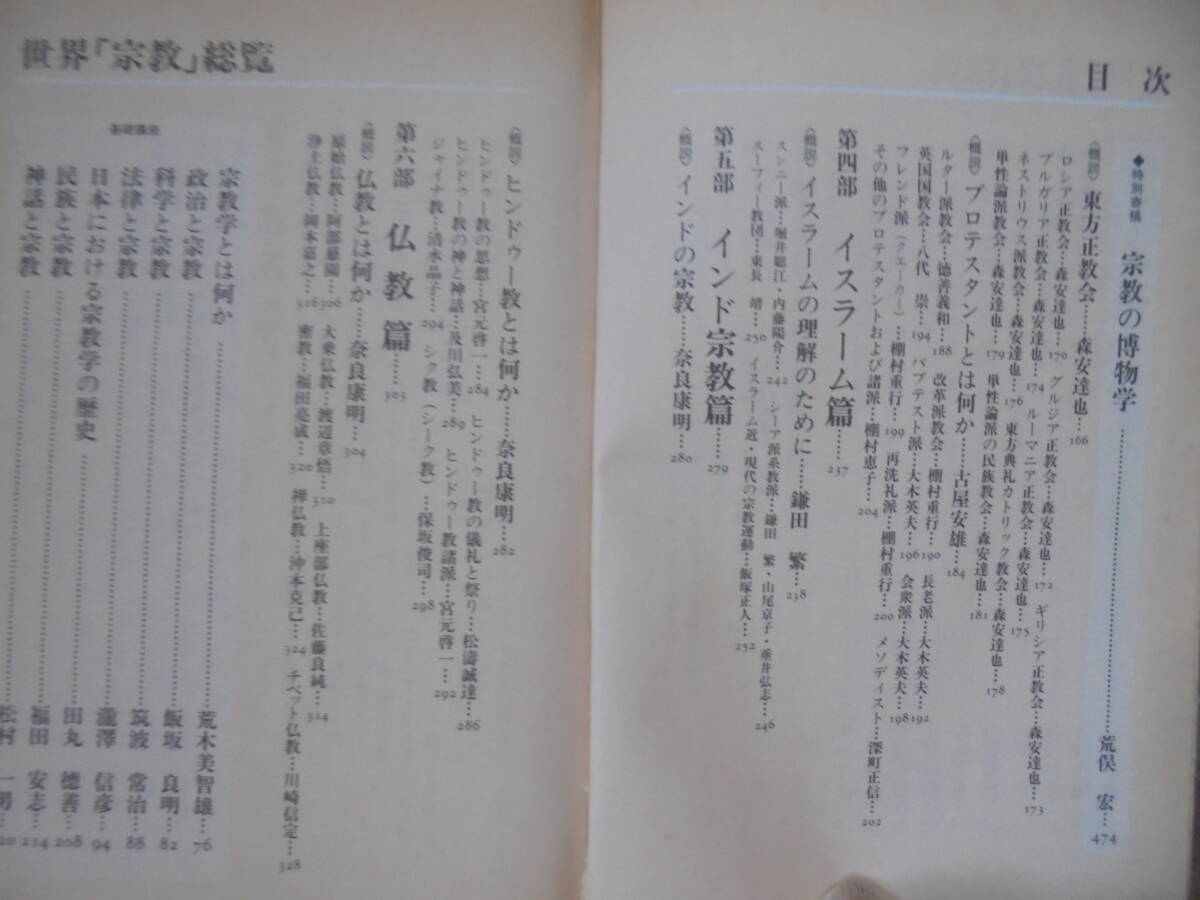 目次
◆特別寄稿 宗教の博物学……荒俣 宏…474
〈概説〉東方正教会……森安達也…166
ロシア正教会…森安達也…170 グルジア正教会…森安達也…172 ギリシア正教会…森安達也…173
ブルガリア正教会…森安達也…174 ルーマニア正教会…森安達也…175
ネストリウス派教会…森安達也…176 東方典礼カトリック教会…森安達也…178
単性論派教会…森安達也…179 単性論派の民族教会…森安達也…181
〈概説〉プロテスタントとは何か……古屋安雄…184
ルター派教会…徳善義和…188 改革派教会…棚村重行…190 長老派…大木英夫…192
英国国教会…八代 崇…194 バプテスト派…大木英夫…196 会衆派…大木英夫…198
フレンド派（クエーカー）…棚村重行…199 再洗礼派…棚村重行…200 メソディスト…深町正信…202
その他のプロテスタントおよび諸派…棚村恵子…204
第四部 イスラーム篇……237
〈概説〉イスラームの理解のために……鎌田 繁…238
スンニー派…堀井聡江・内藤陽介…242 シーア派系教派…鎌田 繁・山尾京子・垂井弘志…246
スーフィー教団…東長 靖…250 イスラーム近・現代の宗教運動…飯塚正人…252
第五部 インド宗教篇……279
〈概説〉インドの宗教……奈良康明…280
世界「宗教」総覧
〈概説〉ヒンドゥー教とは何か……奈良康明…282
ヒンドゥー教の思想…宮元啓一…284 ヒンドゥー教の儀礼と祭り…松濤誠達…286
ヒンドゥー教の神と神話…及川弘美…289 ヒンドゥー教諸派…宮元啓一…292
ジャイナ教…清水晶子…294 シク教（シーク教）…保坂俊司…298
第六部 仏教篇……303
〈概説〉仏教とは何か……奈良康明…304
原始仏教…阿部慈園…306 大乗仏教…渡辺章悟…310 上座部仏教…佐藤良純…314
浄土仏教…岡本嘉之…316 密教…福田亮成…320 禅仏教…沖本克己…324 チベット仏教…川崎信定…328
基礎講座
宗教学とは何か……荒木美智雄…76
政治と宗教……飯坂 良明…82
科学と宗教……筑波 常治…88
法律と宗教……瀧澤 信彦…94
日本における宗教学の歴史……田丸 徳善…208
民族と宗教……福田 安志…214
神話と宗教……松村 一男…220